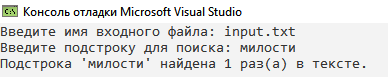 Консоль отладки Microsoft Visual Studio
Введите имя входного файла: input.txt
Введите подстроку для поиска: милости
Подстрока 'милости' найдена 1 раз(а) в тексте.